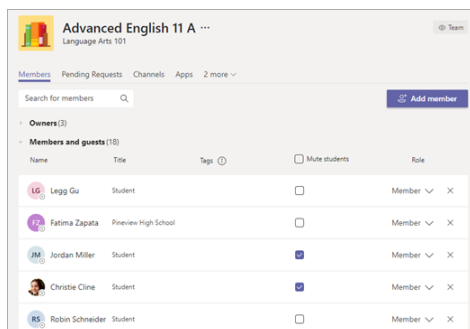 Advanced English 11 A ...
Language Arts 101
Team
Members Pending Requests Channels Apps 2 more
Search for members
Add member
Owners(3)
Members and guests(18)
Name Title Tags Mute students Role
LG Legg Gu Student Member
FZ Fatima Zapata Pineview High School Member
JM Jordan Miller Student Member
Christie Cline Student Member
RS Robin Schneider Student Member